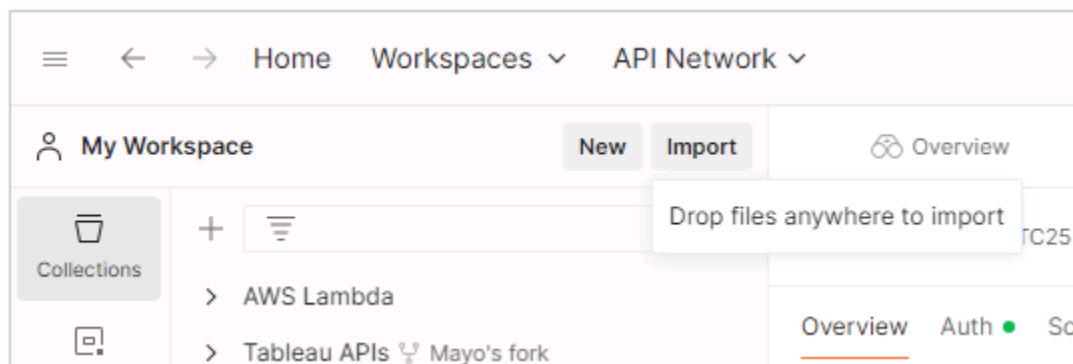 Home Workspaces API Network
My Workspace New Import Overview
Drop files anywhere to import
TC25
Collections
AWS Lambda
Overview Auth
Tableau APIs Mayo's fork